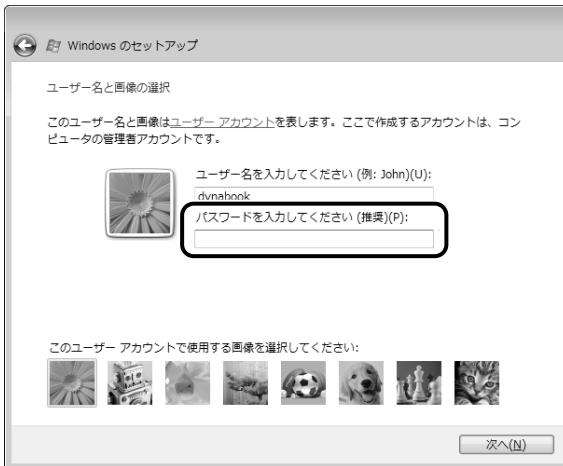 Windows のセットアップ
ユーザー名と画像の選択
このユーザー名と画像はユーザー アカウントを表します。ここで作成するアカウントは、コン
ピュータの管理者アカウントです。
ユーザー名を入力してください (例: John)(U):
dynabook
パスワードを入力してください (推奨)(P):
このユーザー アカウントで使用する画像を選択してください:
次へ(N)